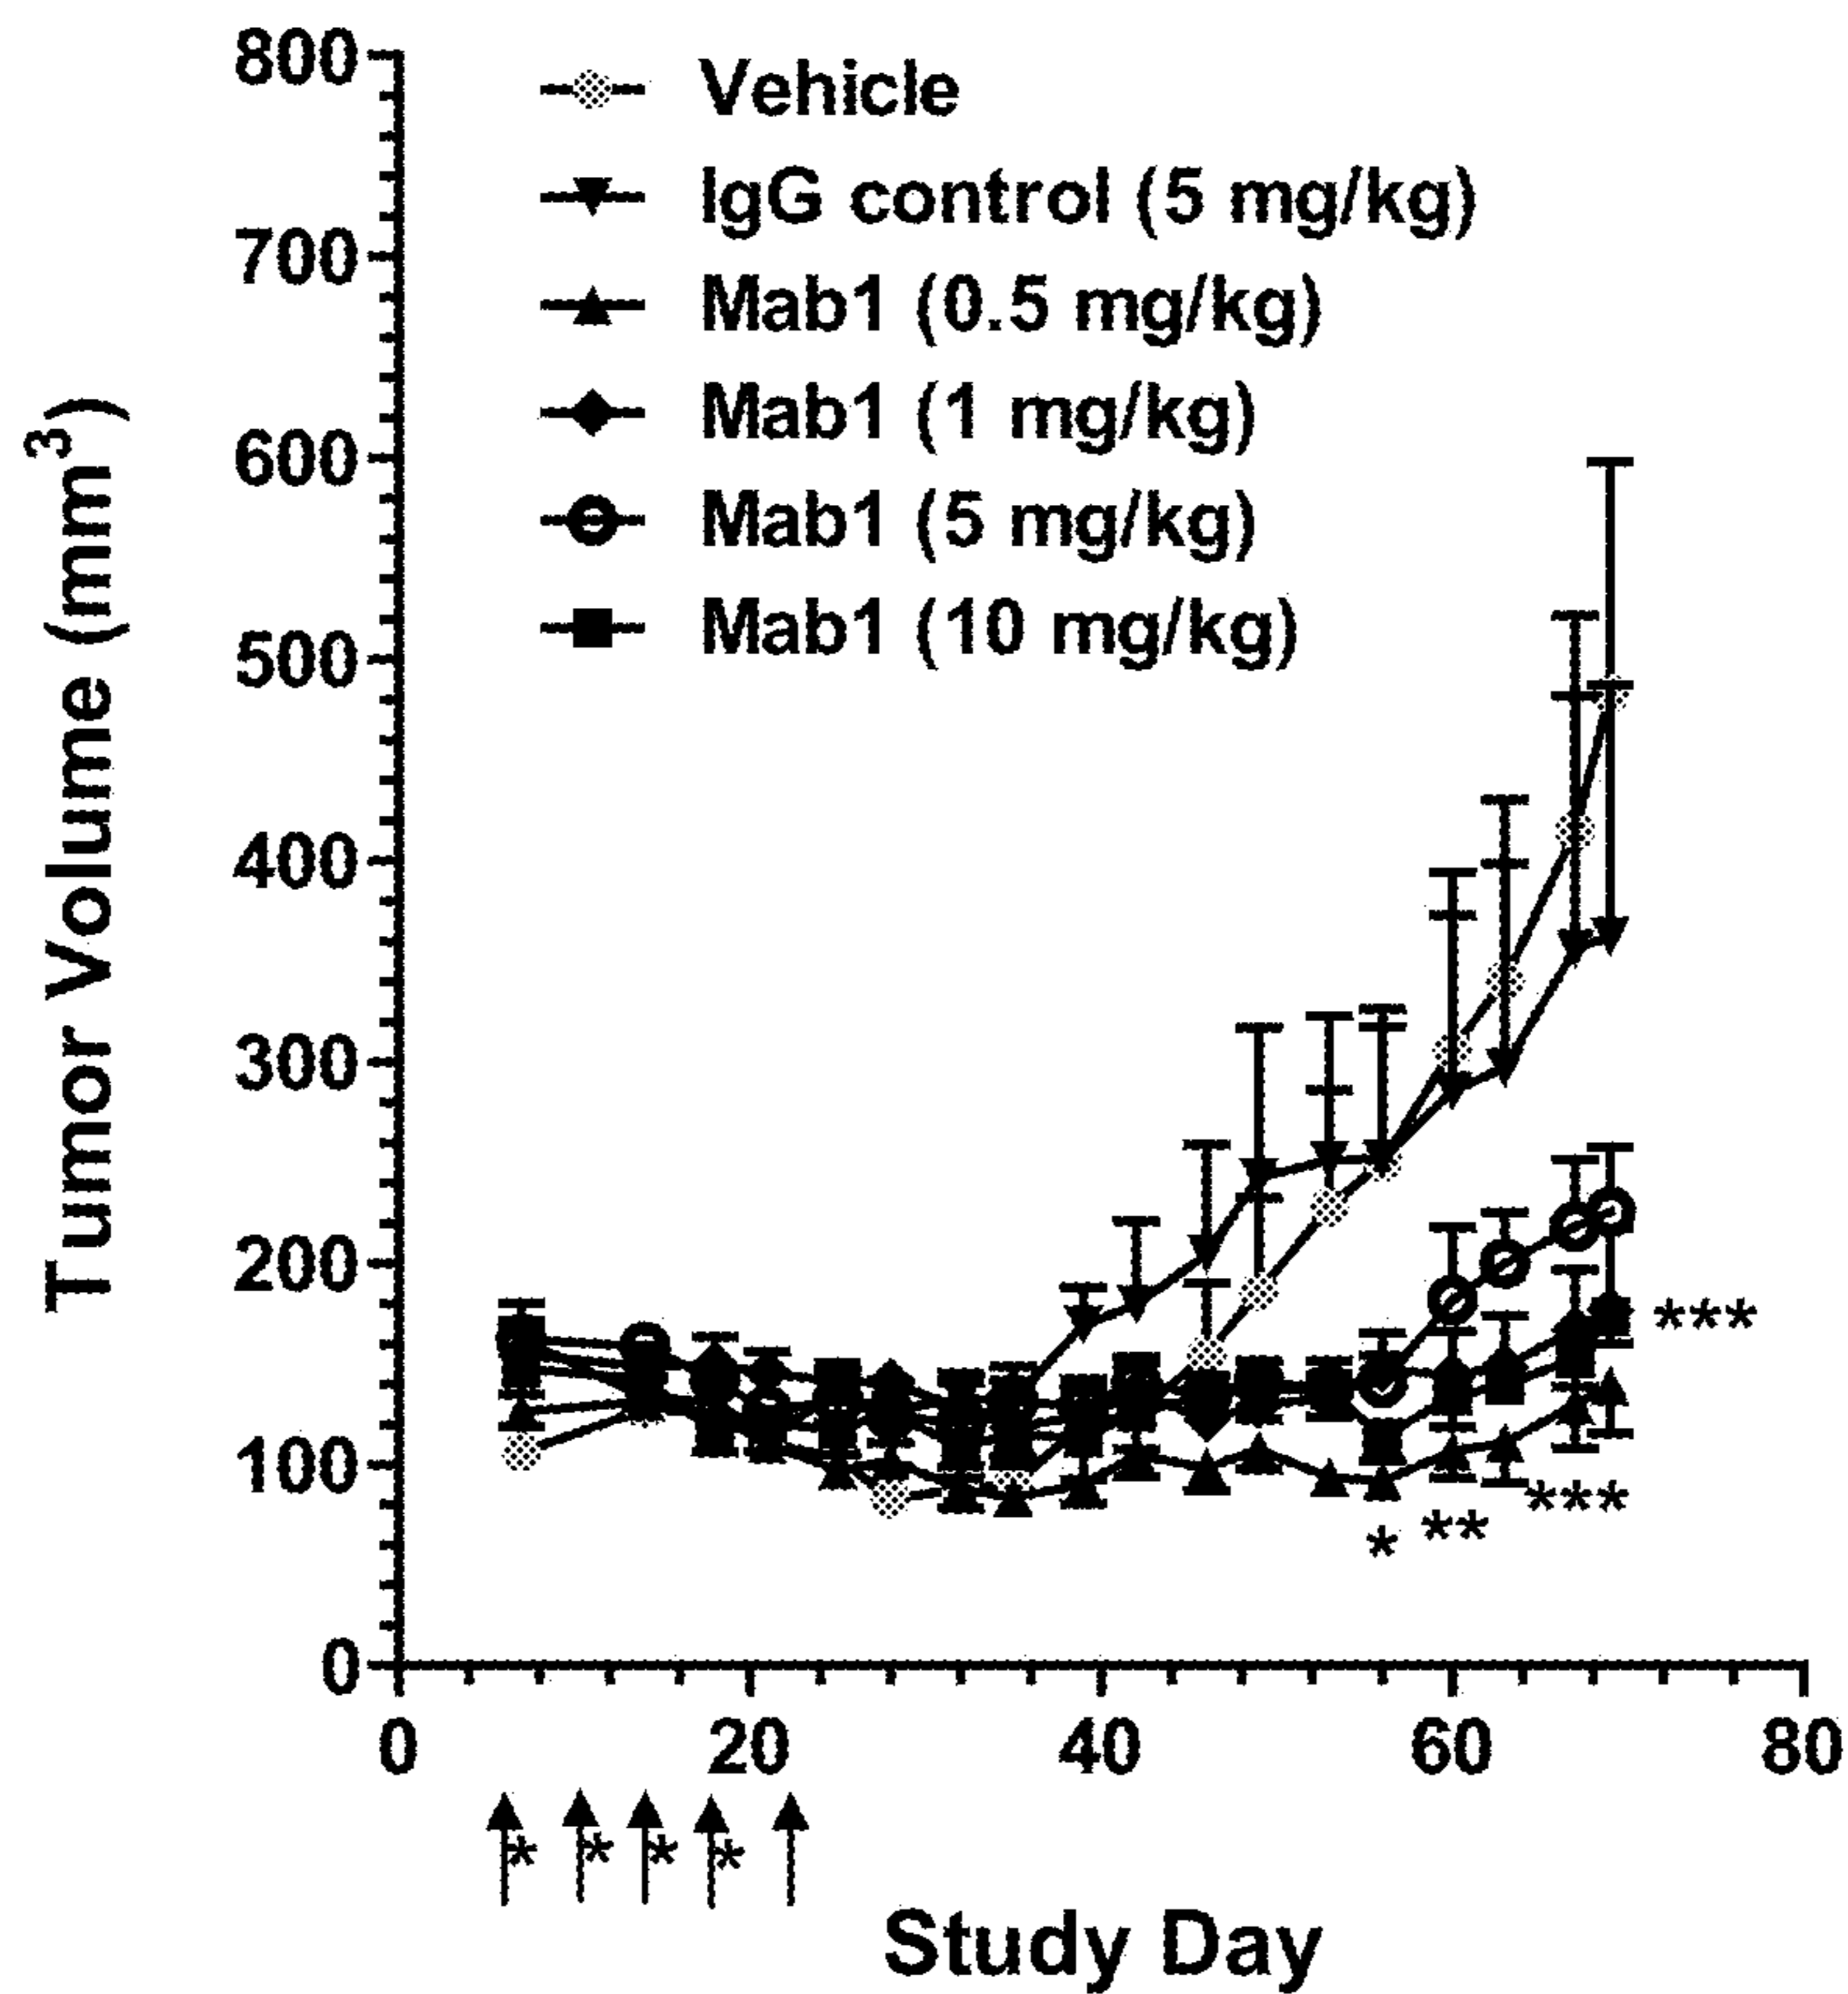 Tumor Volume (mm³)
800
700
600
500
400
300
200
100
0
Vehicle
IgG control (5 mg/kg)
Mab1 (0.5 mg/kg)
Mab1 (1 mg/kg)
Mab1 (5 mg/kg)
Mab1 (10 mg/kg)
***
***
* **
0 20 40 60 80
* * * *
Study Day